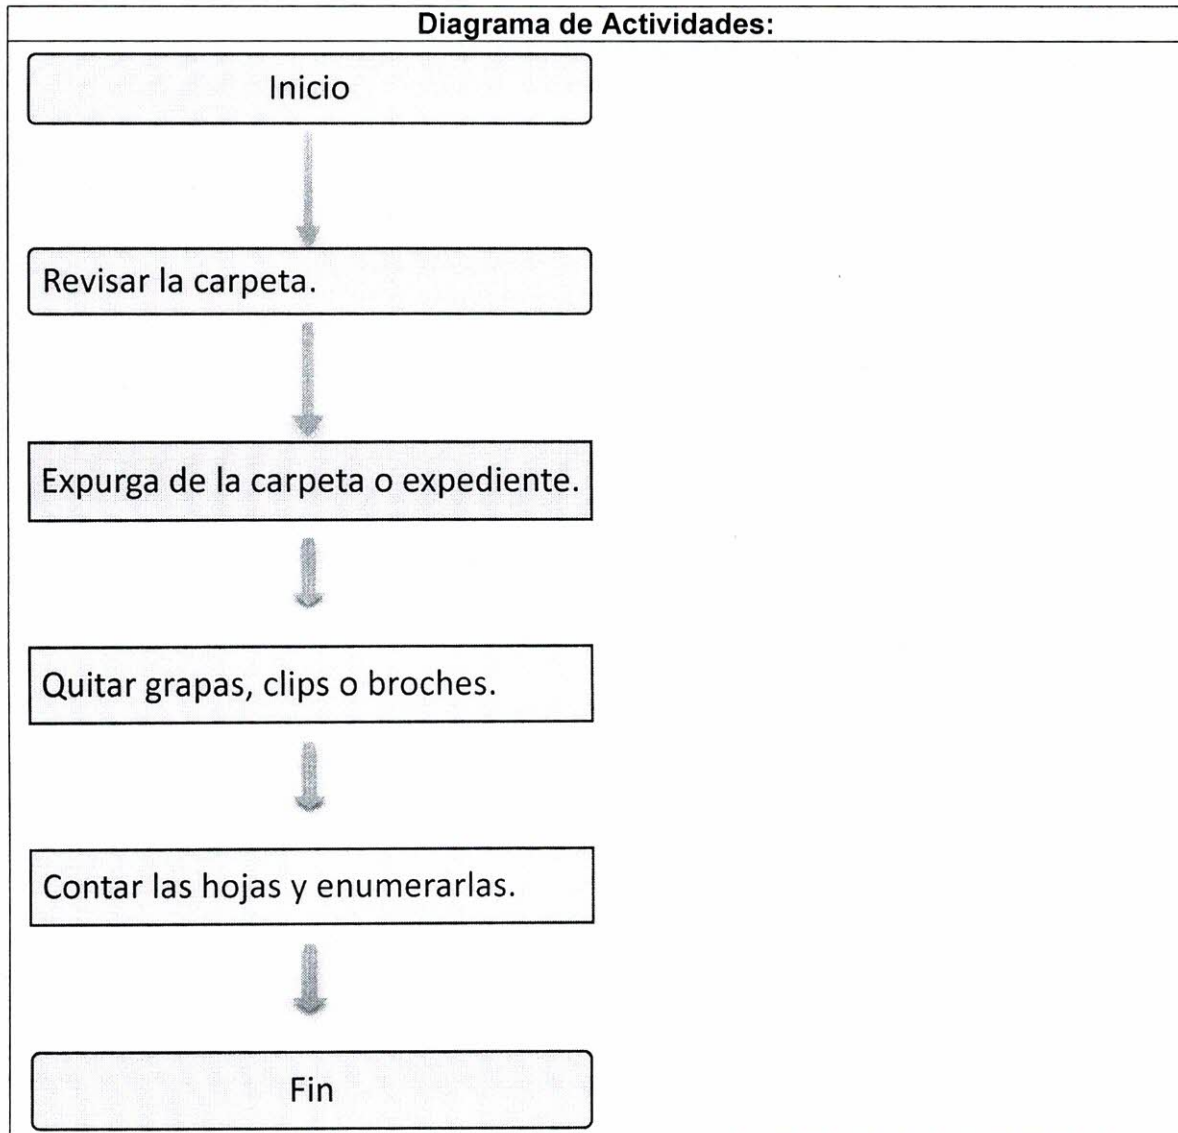 Diagrama de Actividades:
Inicio
Revisar la carpeta.
Expurga de la carpeta o expediente.
Quitar grapas, clips o broches.
Contar las hojas y enumerarlas.
Fin